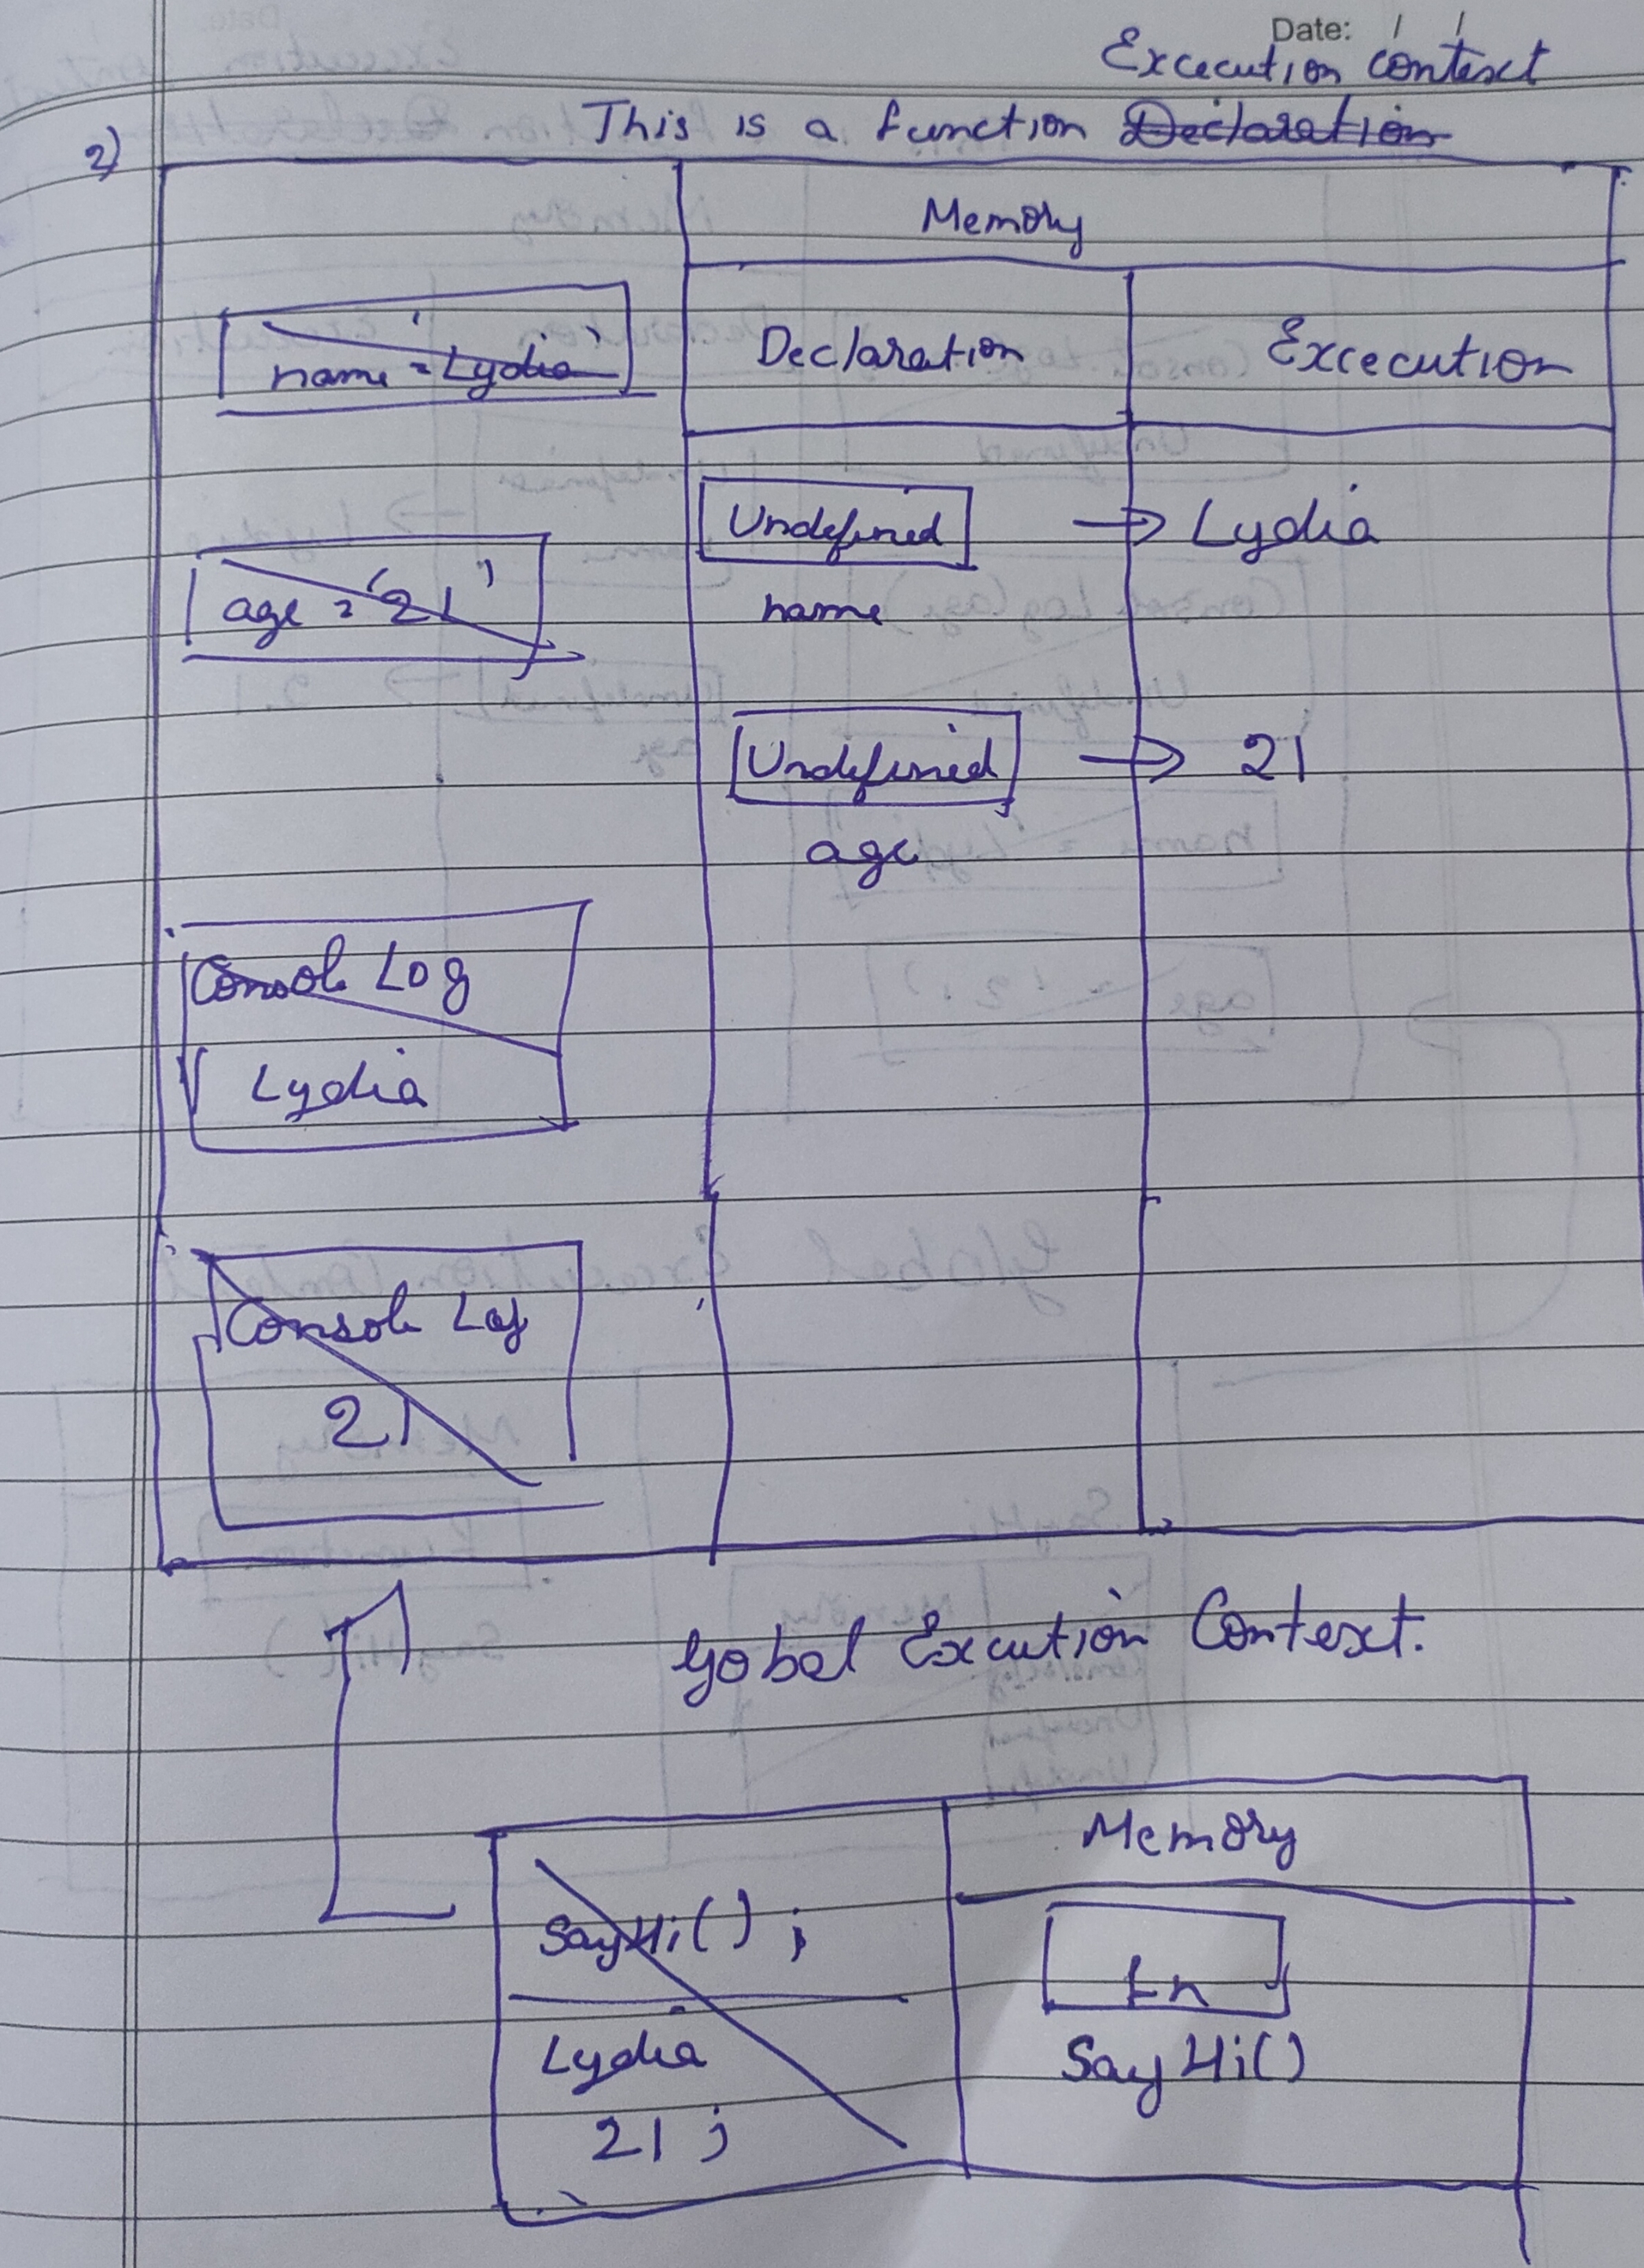 Date: / /
Excecution context
2) This is a function Declaration
Memory
name = 'Lydia'
Declaration
Excecution
Undefined → Lydia
name
age = '21'
Undefined → 21
age
Console Log
Lydia
Console Log
21
Gobal Excution Context.
Memory
SayHi() ;
fn
SayHi()
Lydia
21 ;